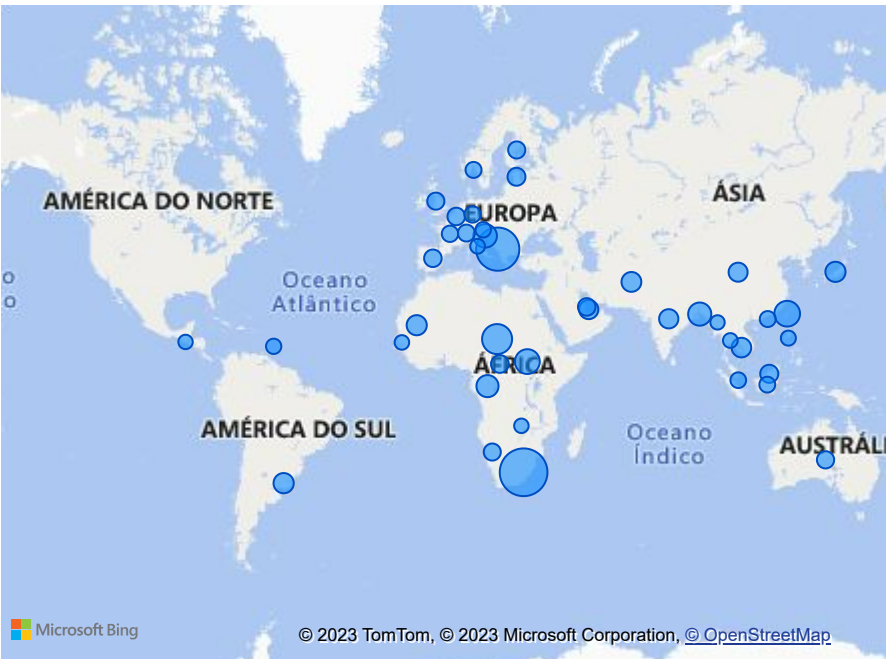 AMÉRICA DO NORTE
EUROPA
ÁSIA
o
o
Oceano
Atlântico
ÁFRICA
AMÉRICA DO SUL
Oceano
Índico
AUSTRÁLI
Microsoft Bing
© 2023 TomTom, © 2023 Microsoft Corporation, © OpenStreetMap